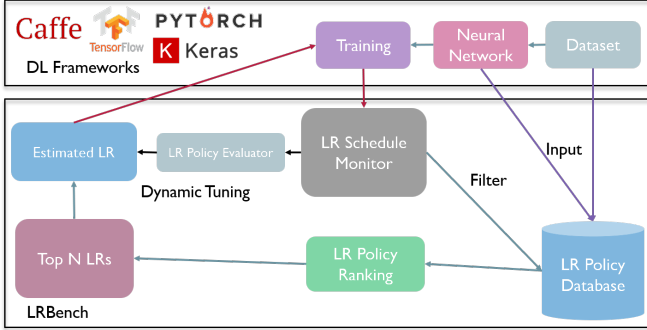 Caffe
TensorFlow
PYTORCH
K Keras
DL Frameworks
Training
Neural
Network
Dataset
Estimated LR
LR Policy Evaluator
LR Schedule
Monitor
Input
Filter
Dynamic Tuning
Top N LRs
LR Policy
Ranking
LR Policy
Database
LRBench